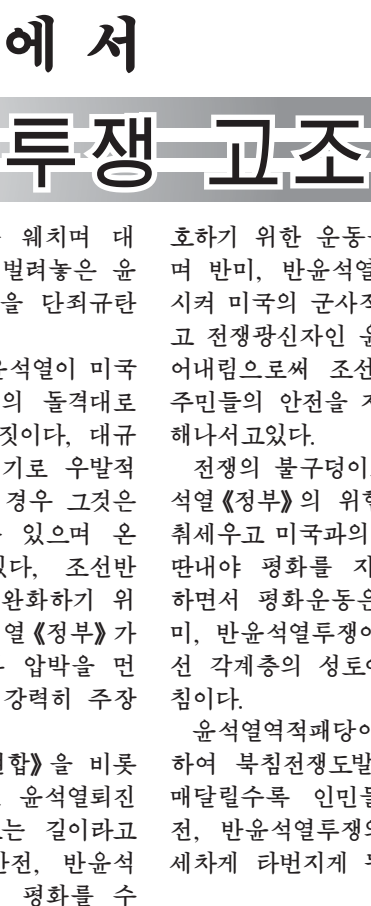 에서
투쟁 고조
웨치며 대
벌려놓은 윤
을 단죄규탄
석열이 미국
의 돌격대로
짓이다, 대규
기로 우발적
경우 그것은
있으며 온
있다, 조선반
완화하기 위
열《정부》가
압박을 먼
강력히 주장
련합》을 비롯
윤석열퇴진
는 길이라고
반전, 반윤석
평화를 수
호하기 위한 운동
며 반미, 반윤석열
시켜 미국의 군사적
고 전쟁광신자인 윤
어내림으로써 조선
주민들의 안전을 지
해나서고있다.
전쟁의 불구덩이
석열《정부》의 위험
춰세우고 미국과의
딴내야 평화를 지
하면서 평화운동은
미, 반윤석열투쟁이
선 각계층의 성토
침이다.
윤석열역적패당이
하여 북침전쟁도발
매달릴수록 인민들
전, 반윤석열투쟁의
세차게 타번지게